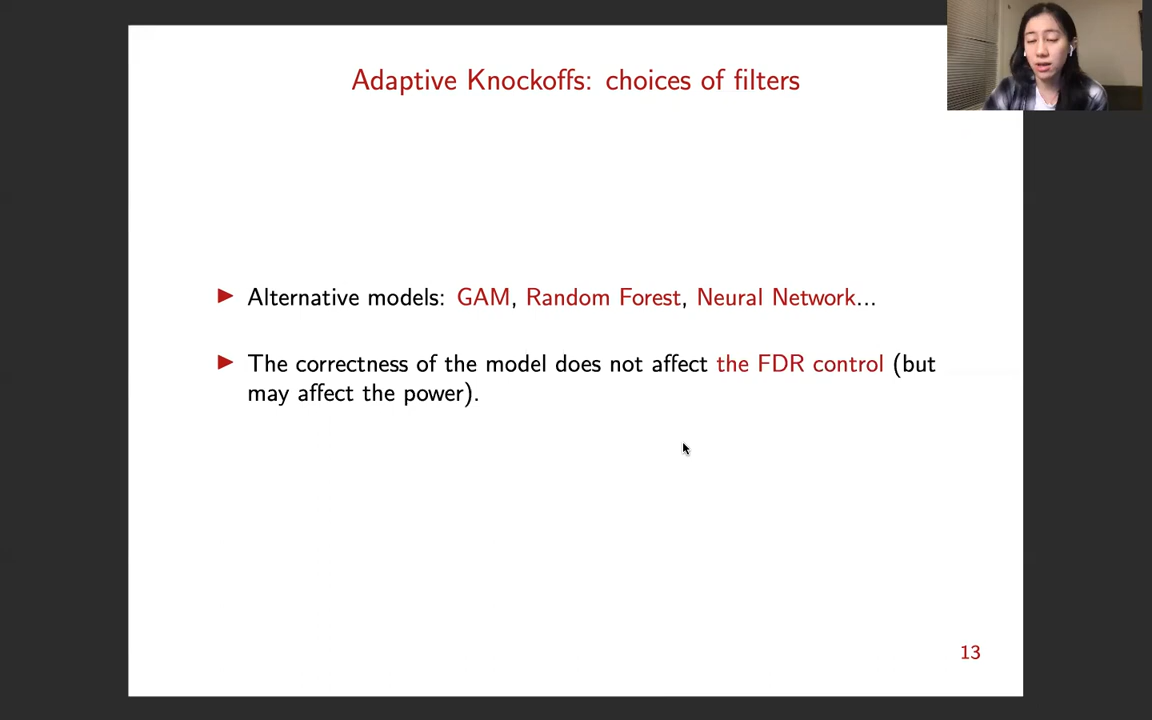 Adaptive Knockoffs: choices of filters
► Alternative models: GAM, Random Forest, Neural Network...
► The correctness of the model does not affect the FDR control (but
may affect the power).
13